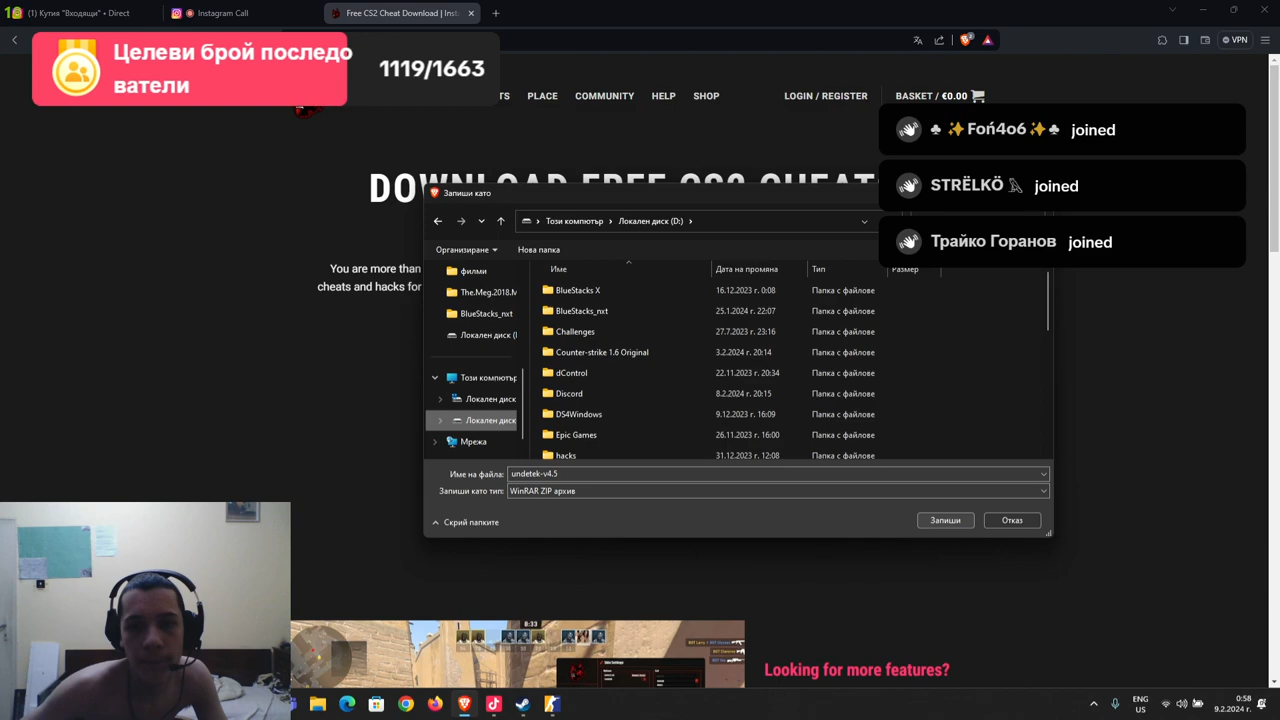 (1) Кутия "Входящи" • Direct
Instagram Call
Free CS2 Cheat Download | Insta
VPN
Целеви брой последо
ватели
1119/1663
PLACE
COMMUNITY
HELP
SHOP
LOGIN / REGISTER
BASKET / €0.00
♣ ✨Foń4o6✨♣ joined
STRËLKÖ joined
Трайко Горанов joined
DOWNLOAD FREE CS2 CHEATS
You are more than
cheats and hacks for
Запиши като
Този компютър
Локален диск (D:)
Организиране
Нова папка
Име
Дата на промяна
Тип
Размер
филми
The.Meg.2018.M
BlueStacks_nxt
Локален диск (
Този компютър
Локален диск
Локален диск
Мрежа
BlueStacks X 16.12.2023 г. 0:08 Папка с файлове
BlueStacks_nxt 25.1.2024 г. 22:07 Папка с файлове
Challenges 27.7.2023 г. 23:16 Папка с файлове
Counter-strike 1.6 Original 3.2.2024 г. 20:14 Папка с файлове
dControl 22.11.2023 г. 20:34 Папка с файлове
Discord 8.2.2024 г. 20:15 Папка с файлове
DS4Windows 9.12.2023 г. 16:09 Папка с файлове
Epic Games 26.11.2023 г. 16:00 Папка с файлове
hacks 31.12.2023 г. 12:08 Папка с файлове
Име на файла: undetek-v4.5
Запиши като тип: WinRAR ZIP архив
Скрий папките
Запиши
Отказ
8:33
Looking for more features?
ENG
US
0:58
9.2.2024 г.